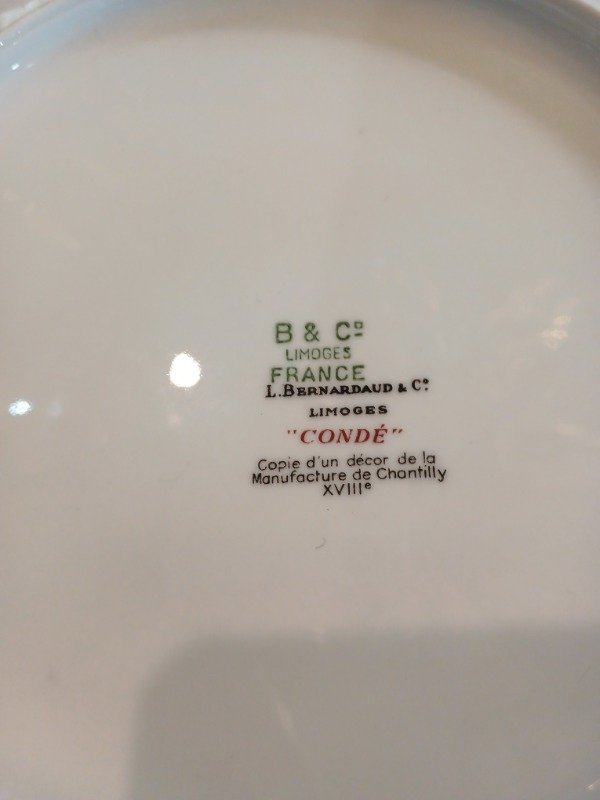 B & Cº
LIMOGES
FRANCE
L. BERNARDAUD & Cº
LIMOGES
"CONDÉ"
Copie d'un décor de la
Manufacture de Chantilly
XVIIIe